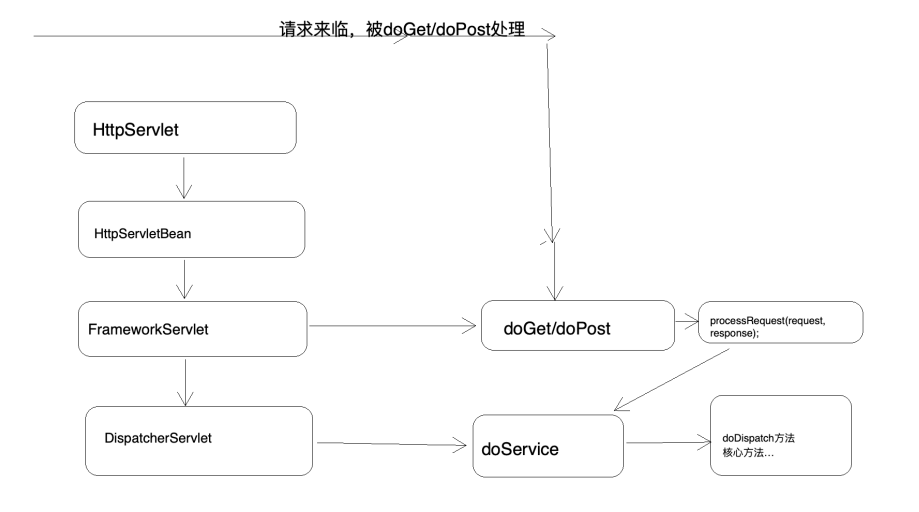 请求来临，被doGet/doPost处理
HttpServlet
HttpServletBean
FrameworkServlet
doGet/doPost
processRequest(request,
response);
DispatcherServlet
doService
doDispatch方法
核心方法...